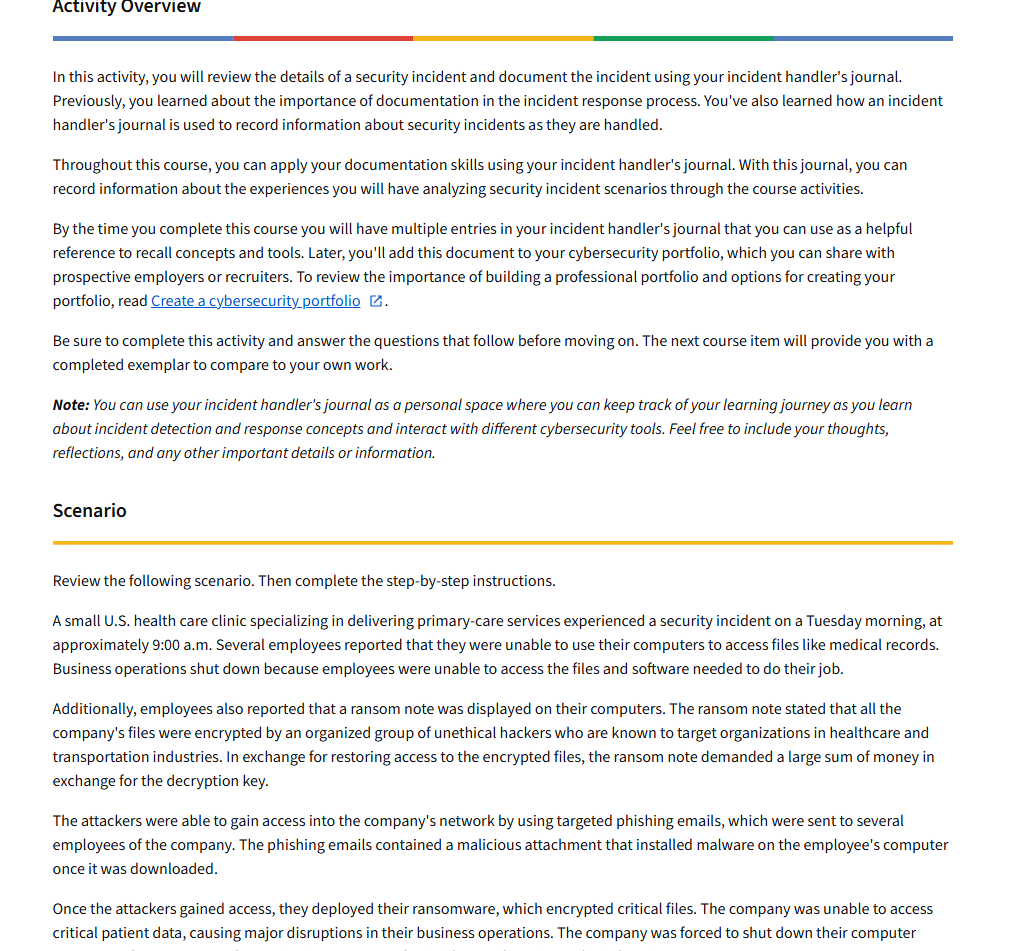 Activity Overview
In this activity, you will review the details of a security incident and document the incident using your incident handler's journal.
Previously, you learned about the importance of documentation in the incident response process. You've also learned how an incident
handler's journal is used to record information about security incidents as they are handled.
Throughout this course, you can apply your documentation skills using your incident handler's journal. With this journal, you can
record information about the experiences you will have analyzing security incident scenarios through the course activities.
By the time you complete this course you will have multiple entries in your incident handler's journal that you can use as a helpful
reference to recall concepts and tools. Later, you'll add this document to your cybersecurity portfolio, which you can share with
prospective employers or recruiters. To review the importance of building a professional portfolio and options for creating your
portfolio, read Create a cybersecurity portfolio.
Be sure to complete this activity and answer the questions that follow before moving on. The next course item will provide you with a
completed exemplar to compare to your own work.
Note: You can use your incident handler's journal as a personal space where you can keep track of your learning journey as you learn
about incident detection and response concepts and interact with different cybersecurity tools. Feel free to include your thoughts,
reflections, and any other important details or information.
Scenario
Review the following scenario. Then complete the step-by-step instructions.
A small U.S. health care clinic specializing in delivering primary-care services experienced a security incident on a Tuesday morning, at
approximately 9:00 a.m. Several employees reported that they were unable to use their computers to access files like medical records.
Business operations shut down because employees were unable to access the files and software needed to do their job.
Additionally, employees also reported that a ransom note was displayed on their computers. The ransom note stated that all the
company's files were encrypted by an organized group of unethical hackers who are known to target organizations in healthcare and
transportation industries. In exchange for restoring access to the encrypted files, the ransom note demanded a large sum of money in
exchange for the decryption key.
The attackers were able to gain access into the company's network by using targeted phishing emails, which were sent to several
employees of the company. The phishing emails contained a malicious attachment that installed malware on the employee's computer
once it was downloaded.
Once the attackers gained access, they deployed their ransomware, which encrypted critical files. The company was unable to access
critical patient data, causing major disruptions in their business operations. The company was forced to shut down their computer